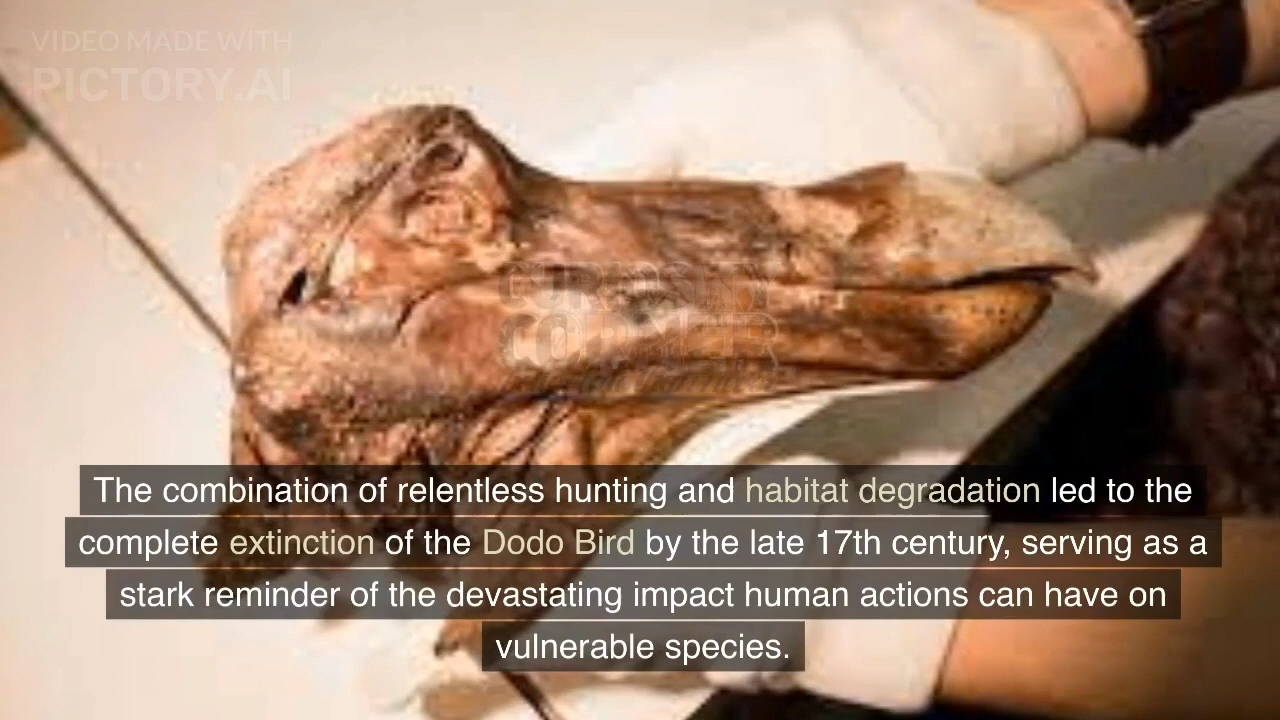 VIDEO MADE WITH
PICTORY.AI
CURIOSITY
CORNER
The combination of relentless hunting and habitat degradation led to the
complete extinction of the Dodo Bird by the late 17th century, serving as a
stark reminder of the devastating impact human actions can have on
vulnerable species.